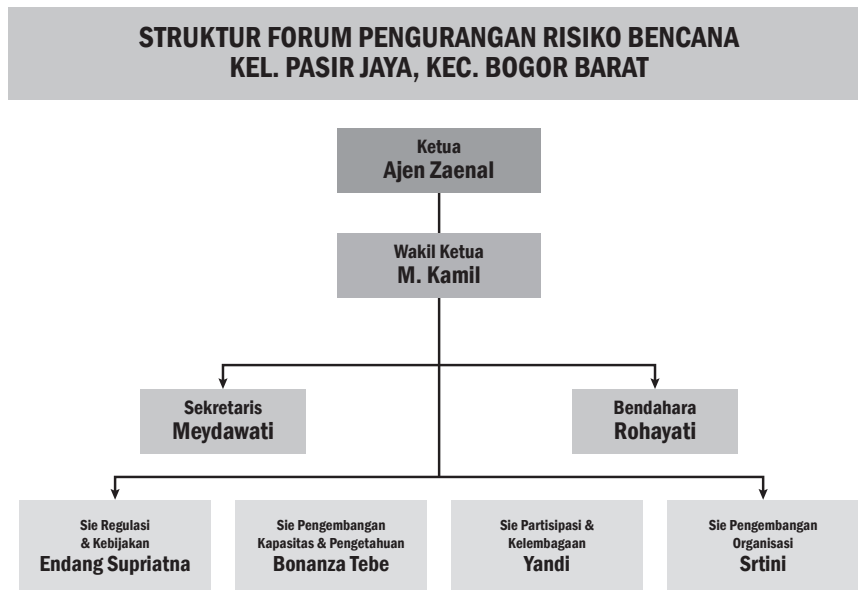 STRUKTUR FORUM PENGURANGAN RISIKO BENCANA
KEL. PASIR JAYA, KEC. BOGOR BARAT
Ketua
Ajen Zaenal
Wakil Ketua
M. Kamil
Sekretaris
Meydawati
Bendahara
Rohayati
Sie Regulasi
& Kebijakan
Endang Supriatna
Sie Pengembangan
Kapasitas & Pengetahuan
Bonanza Tebe
Sie Partisipasi &
Kelembagaan
Yandi
Sie Pengembangan
Organisasi
Srtini